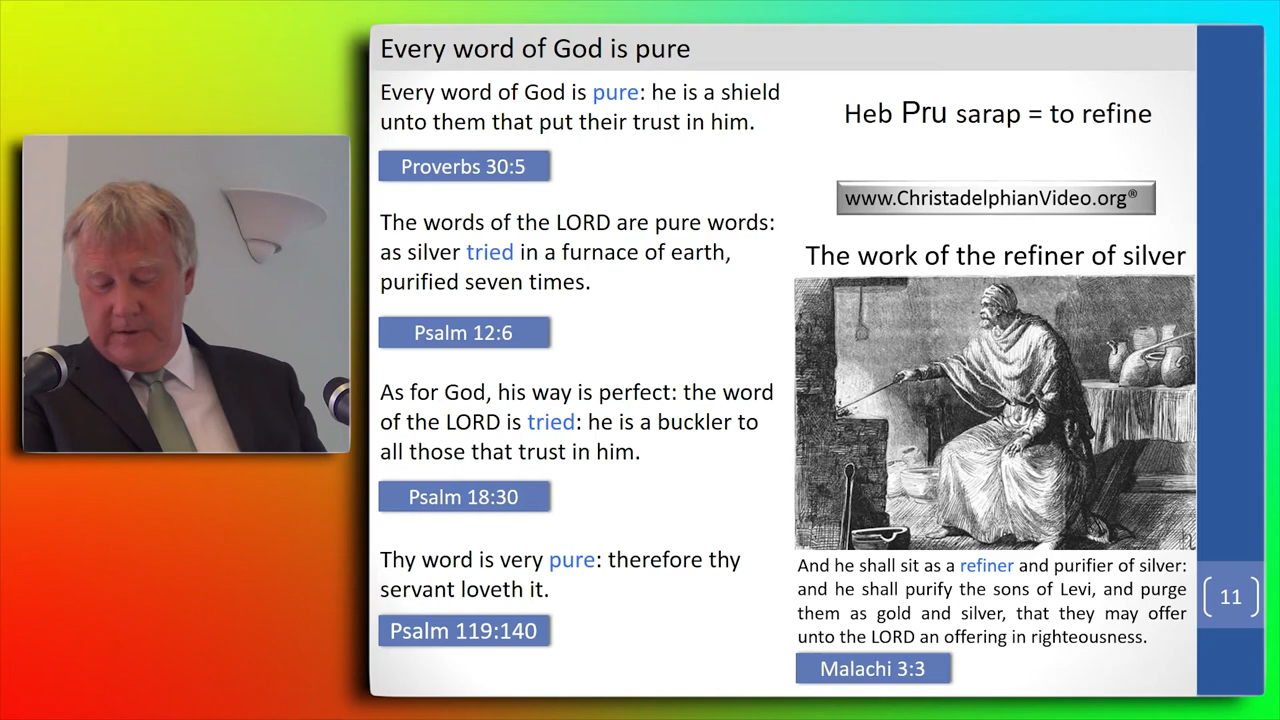 Every word of God is pure
Every word of God is pure: he is a shield
unto them that put their trust in him.
Proverbs 30:5
The words of the LORD are pure words:
as silver tried in a furnace of earth,
purified seven times.
Psalm 12:6
As for God, his way is perfect: the word
of the LORD is tried: he is a buckler to
all those that trust in him.
Psalm 18:30
Thy word is very pure: therefore thy
servant loveth it.
Psalm 119:140
Heb Pru sarap = to refine
www.ChristadelphianVideo.org®
The work of the refiner of silver
And he shall sit as a refiner and purifier of silver:
and he shall purify the sons of Levi, and purge
them as gold and silver, that they may offer
unto the LORD an offering in righteousness.
Malachi 3:3
11